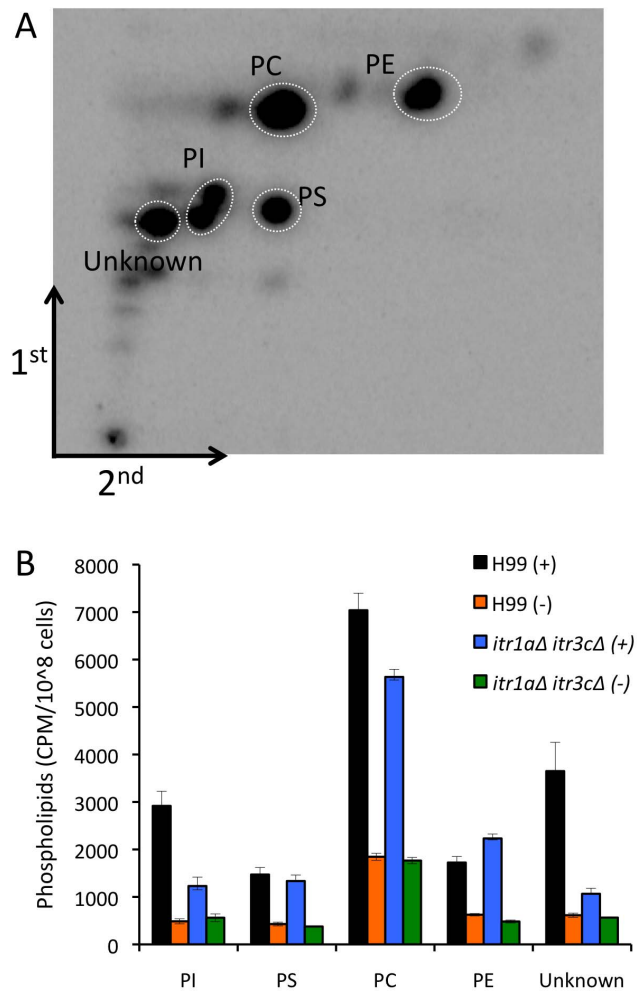 A
PC
PE
PI
PS
Unknown
1st
2nd
B
Phospholipids (CPM/10^8 cells)
8000
7000
6000
5000
4000
3000
2000
1000
0
H99 (+)
H99 (-)
itr1aΔ itr3cΔ (+)
itr1aΔ itr3cΔ (-)
PI PS PC PE Unknown